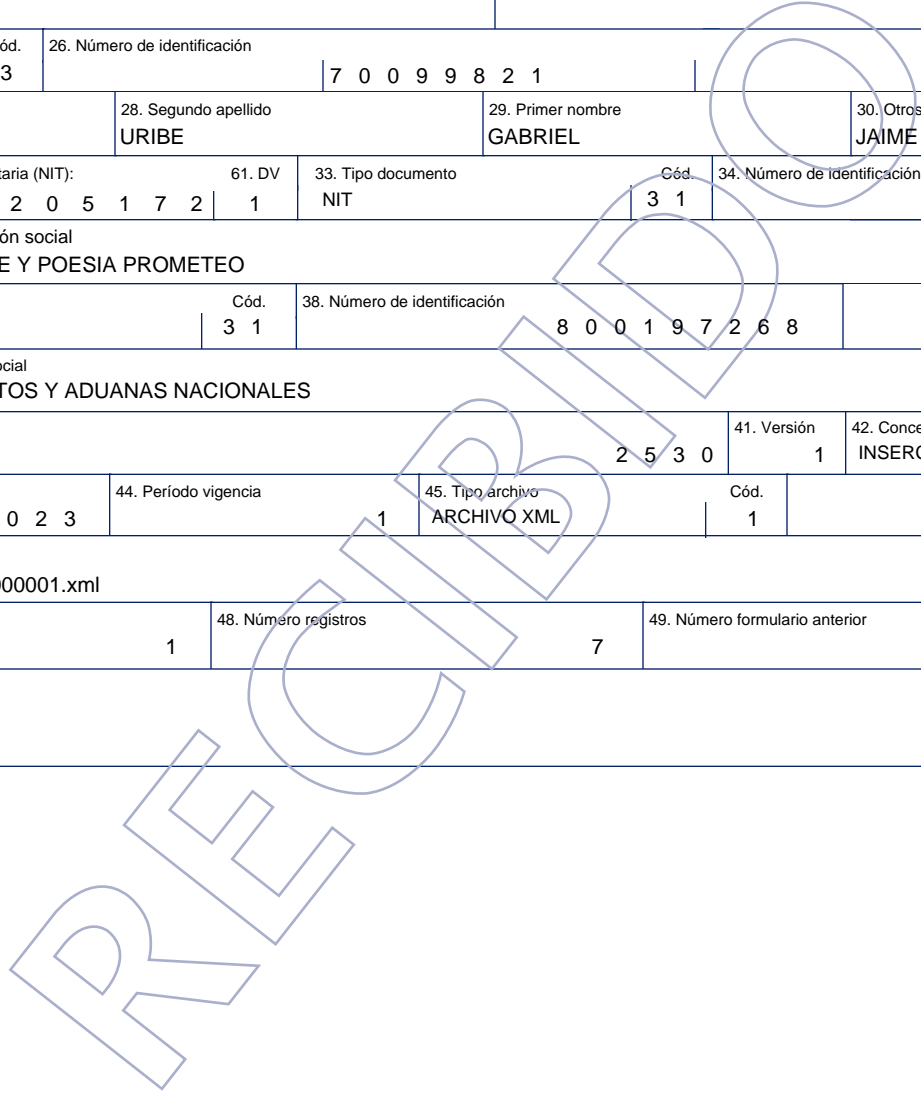 ód. 26. Número de identificación
3 7 0 0 9 9 8 2 1
28. Segundo apellido 29. Primer nombre 30. Otros
URIBE GABRIEL JAIME
taria (NIT): 61. DV 33. Tipo documento Cód. 34. Número de identificación
2 0 5 1 7 2 1 NIT 3 1
ón social
E Y POESIA PROMETEO
Cód. 38. Número de identificación
3 1 8 0 0 1 9 7 2 6 8
ocial
TOS Y ADUANAS NACIONALES
41. Versión 42. Conce
2 5 3 0 1 INSERC
44. Período vigencia 45. Tipo archivo Cód.
0 2 3 1 ARCHIVO XML 1
000001.xml
48. Número registros 49. Número formulario anterior
1 7
RECIBIDO